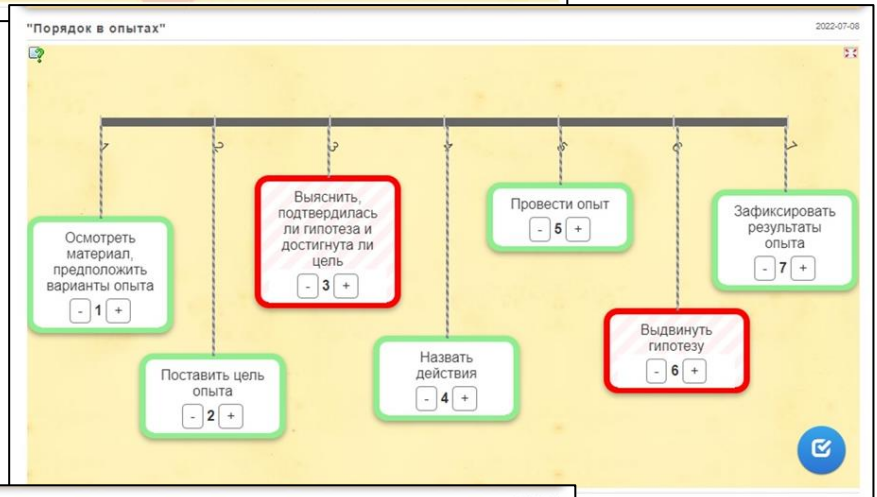 "Порядок в опытах"
2022-07-08
1 2 3 4 5 6 7
Осмотреть
материал,
предположить
варианты опыта
- 1 +
Поставить цель
опыта
- 2 +
Выяснить,
подтвердилась
ли гипотеза и
достигнута ли
цель
- 3 +
Назвать
действия
- 4 +
Провести опыт
- 5 +
Выдвинуть
гипотезу
- 6 +
Зафиксировать
результаты
опыта
- 7 +